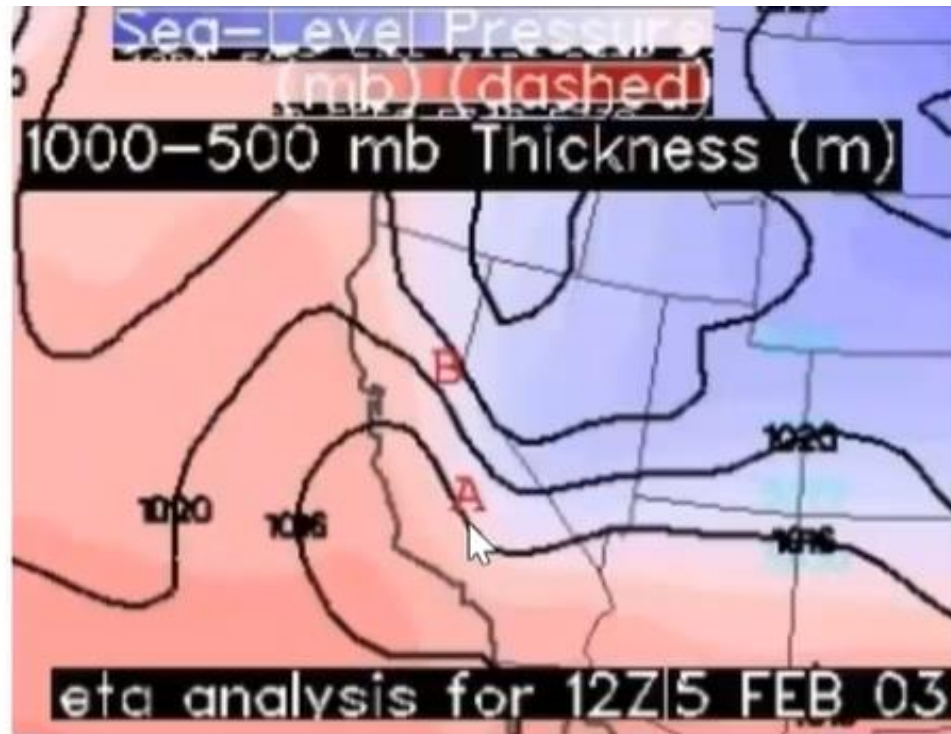 Sea-Level Pressure
(mb) (dashed)
1000-500 mb Thickness (m)
B
1020
A
1020
1016
1016
eta analysis for 12Z 5 FEB 03